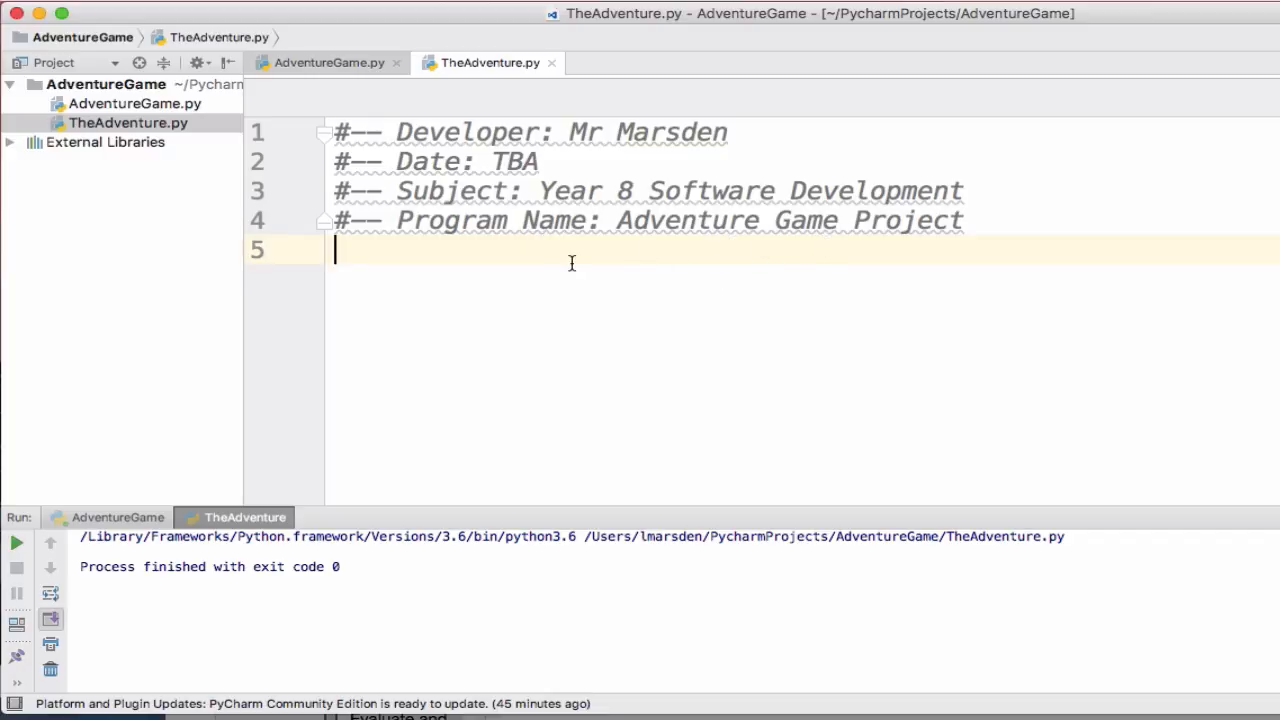 TheAdventure.py - AdventureGame - [~/PycharmProjects/AdventureGame]
AdventureGame TheAdventure.py
Project AdventureGame.py TheAdventure.py
AdventureGame ~/Pycharm
AdventureGame.py
TheAdventure.py
External Libraries
1 #-- Developer: Mr Marsden
2 #-- Date: TBA
3 #-- Subject: Year 8 Software Development
4 #-- Program Name: Adventure Game Project
5
Run: AdventureGame TheAdventure
/Library/Frameworks/Python.framework/Versions/3.6/bin/python3.6 /Users/lmarsden/PycharmProjects/AdventureGame/TheAdventure.py
Process finished with exit code 0
Platform and Plugin Updates: PyCharm Community Edition is ready to update. (45 minutes ago)
Evaluate and